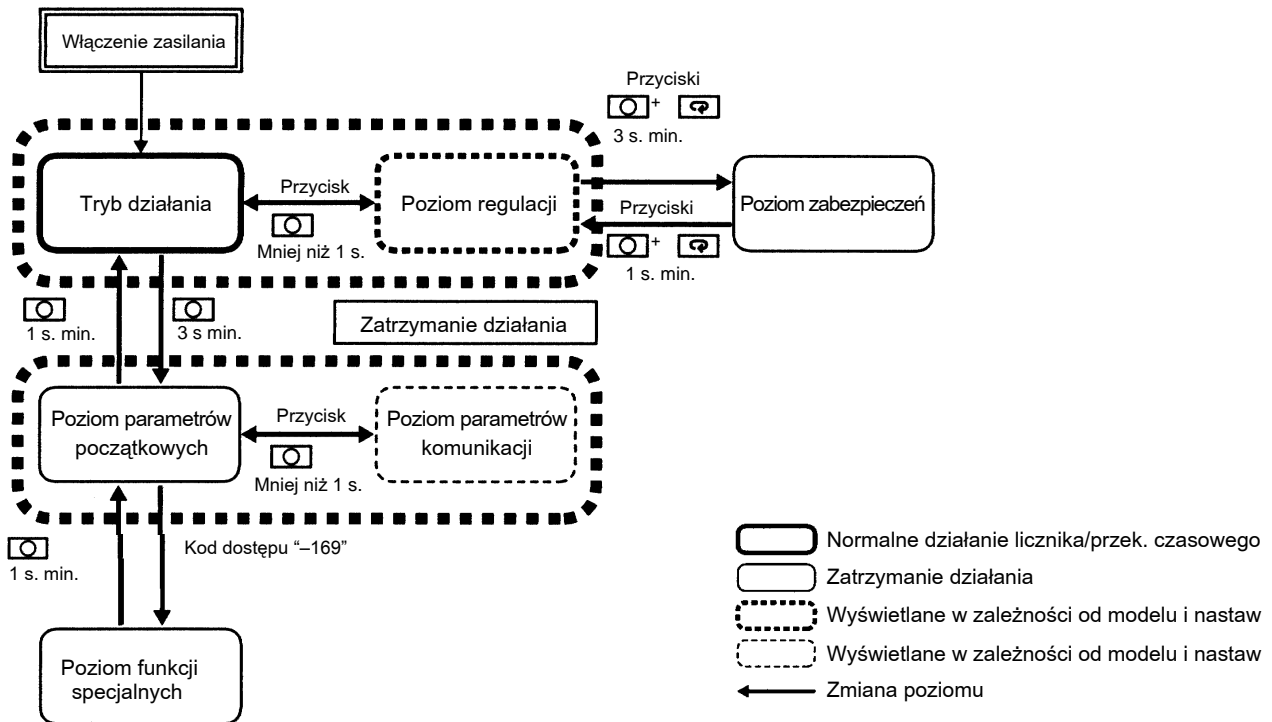 Włączenie zasilania
Przyciski
+
3 s. min.
Tryb działania
Przycisk
Mniej niż 1 s.
Poziom regulacji
Przyciski
+
1 s. min.
Poziom zabezpieczeń
1 s. min.
3 s min.
Zatrzymanie działania
Poziom parametrów
początkowych
Przycisk
Mniej niż 1 s.
Poziom parametrów
komunikacji
1 s. min.
Kod dostępu “–169”
Poziom funkcji
specjalnych
Normalne działanie licznika/przek. czasowego
Zatrzymanie działania
Wyświetlane w zależności od modelu i nastaw
Wyświetlane w zależności od modelu i nastaw
Zmiana poziomu